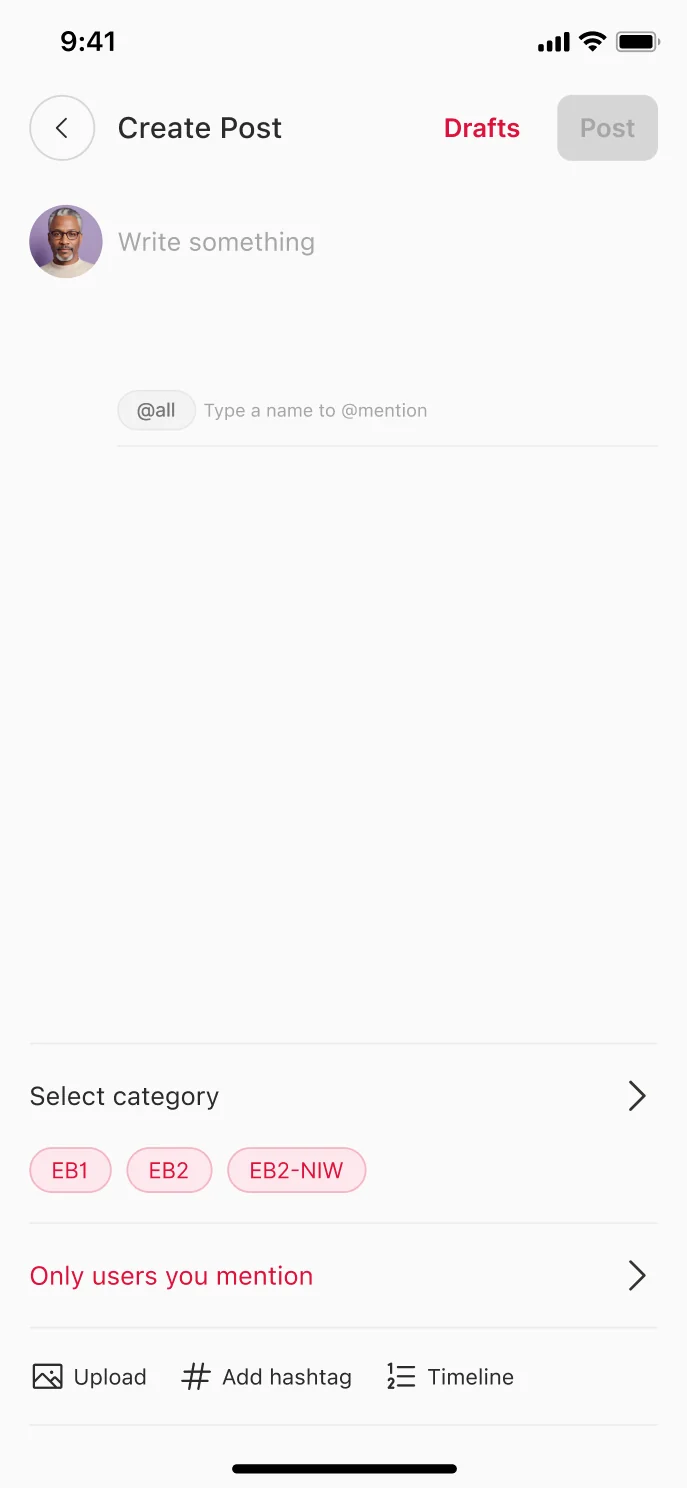 9:41
Create Post Drafts Post
Write something
@all Type a name to @mention
Select category
EB1 EB2 EB2-NIW
Only users you mention
Upload Add hashtag Timeline